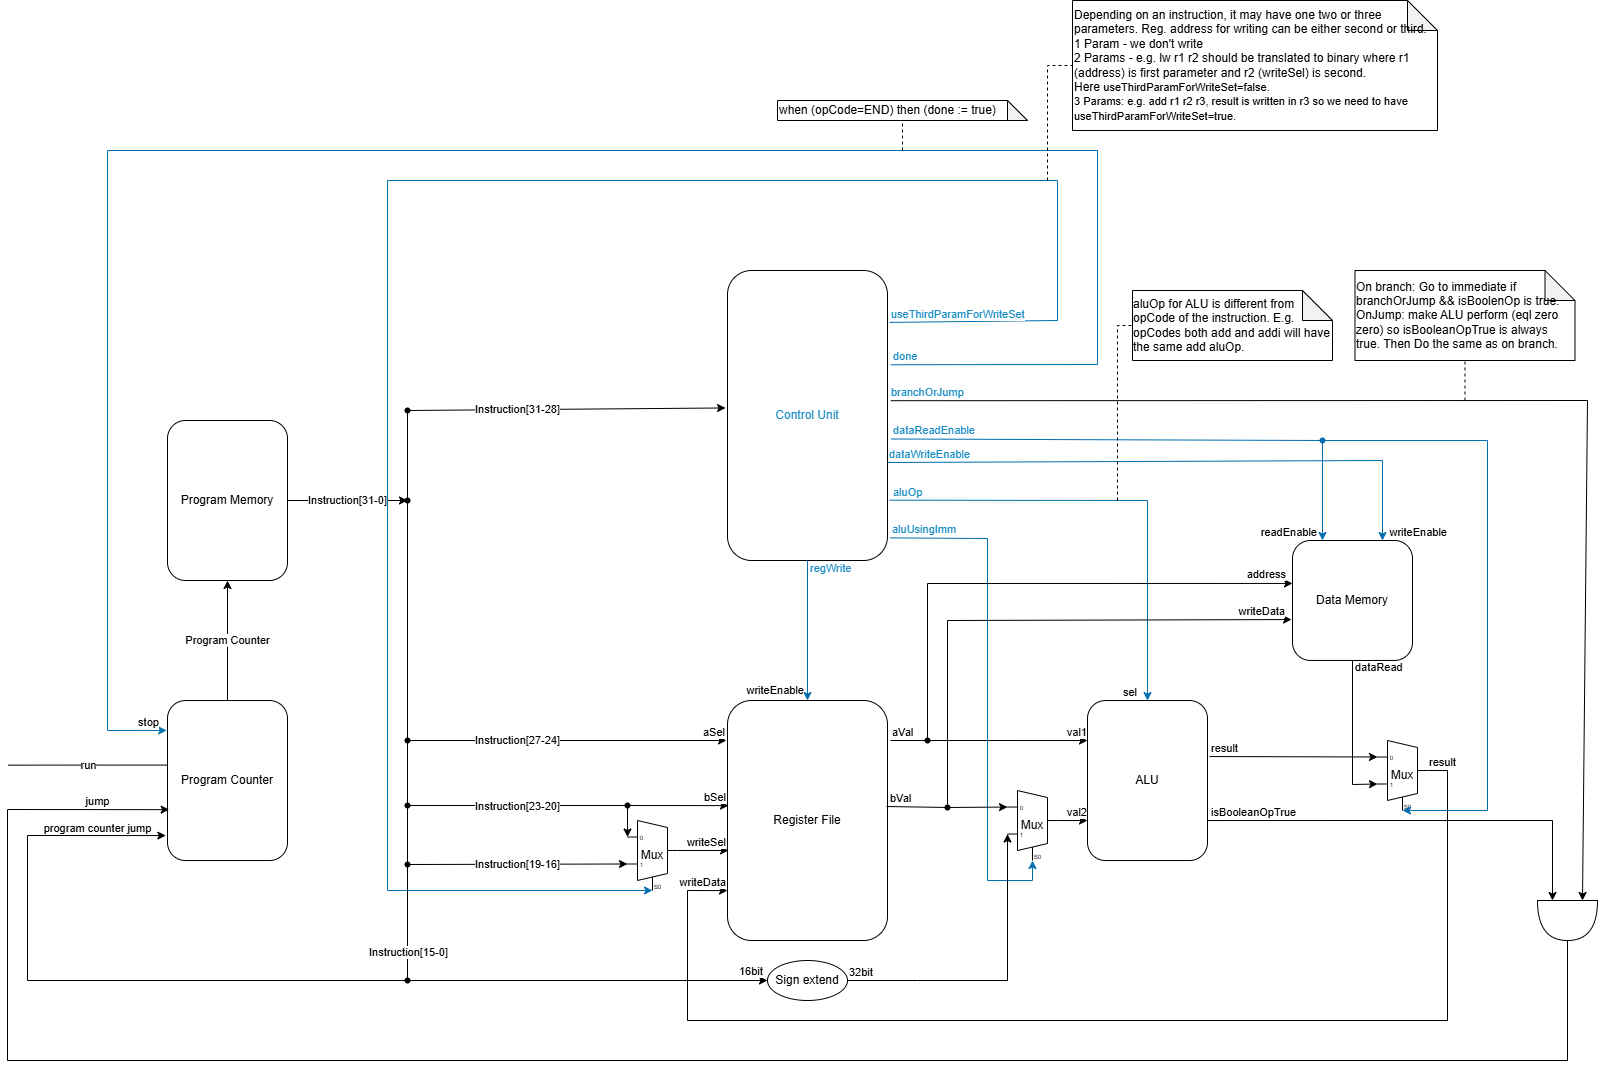 Depending on an instruction, it may have one two or three
parameters. Reg. address for writing can be either second or third.
1 Param - we don't write
2 Params - e.g. lw r1 r2 should be translated to binary where r1
(address) is first parameter and r2 (writeSel) is second.
Here useThirdParamForWriteSet=false.
3 Params: e.g. add r1 r2 r3, result is written in r3 so we need to have
useThirdParamForWriteSet=true.
when (opCode=END) then (done := true)
On branch: Go to immediate if
branchOrJump && isBoolenOp is true.
OnJump: make ALU perform (eql zero
zero) so isBooleanOpTrue is always
true. Then Do the same as on branch.
aluOp for ALU is different from
opCode of the instruction. E.g.
opCodes both add and addi will have
the same add aluOp.
useThirdParamForWriteSet
done
branchOrJump
Control Unit
Instruction[31-28]
dataReadEnable
dataWriteEnable
aluOp
aluUsingImm
regWrite
Program Memory
Instruction[31-0]
readEnable
writeEnable
address
Data Memory
writeData
dataRead
Program Counter
writeEnable
sel
stop
Instruction[27-24]
aSel
aVal
val1
run
Program Counter
ALU
result
0
Mux
1
S0
result
jump
Instruction[23-20]
bSel
bVal
0
Mux
1
S0
val2
isBooleanOpTrue
Register File
program counter jump
0
Mux
1
S0
writeSel
Instruction[19-16]
writeData
Instruction[15-0]
16bit
Sign extend
32bit